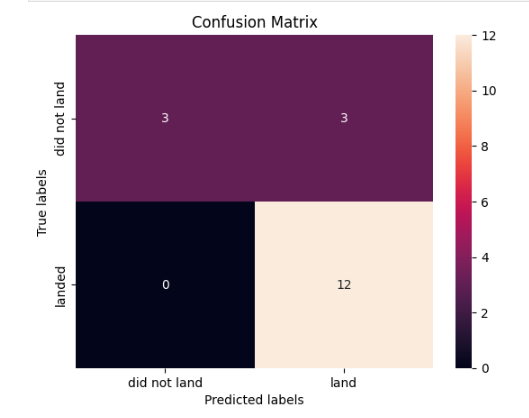 Confusion Matrix
True labels
did not land
3
3
landed
0
12
did not land
land
Predicted labels
12
10
8
6
4
2
0